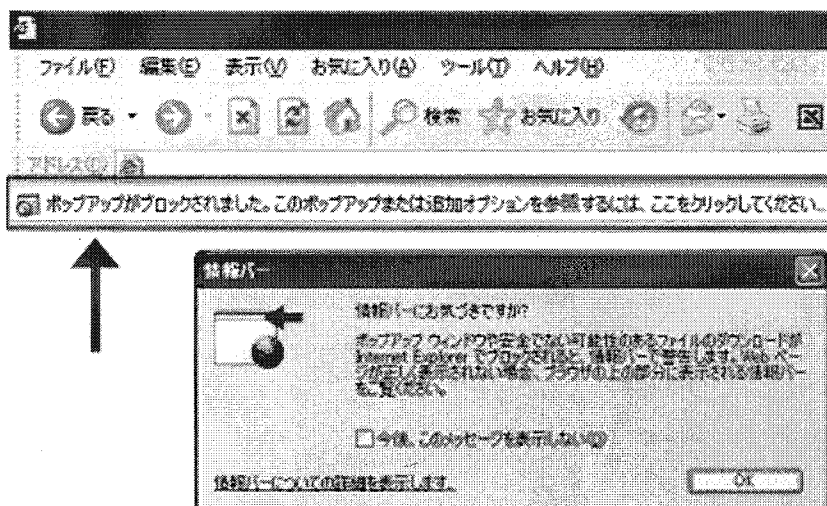 ファイル(F) 編集(E) 表示(V) お気に入り(A) ツール(T) ヘルプ(H)
戻る 検索 お気に入り
アドレス(D)
ポップアップがブロックされました。このポップアップまたは追加オプションを参照するには、ここをクリックしてください...
情報バー
情報バーにお気づきですか?
ポップアップ ウィンドウや安全でない可能性のあるファイルのダウンロードが
Internet Explorer でブロックされると、情報バーで警告します。Web ペー
ジが正しく表示されない場合、ブラウザの上の部分に表示される情報バー
をご覧ください。
今後、このメッセージを表示しない(D)
情報バーについての詳細を表示します。
OK